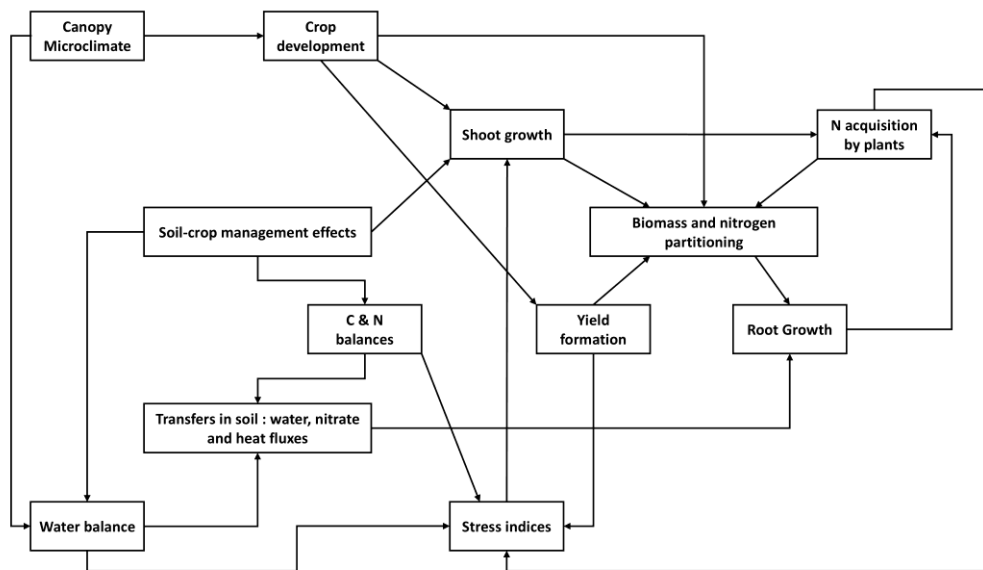 Canopy
Microclimate
Crop
development
Shoot growth
N acquisition
by plants
Soil-crop management effects
Biomass and nitrogen
partitioning
C & N
balances
Yield
formation
Root Growth
Transfers in soil : water, nitrate
and heat fluxes
Water balance
Stress indices